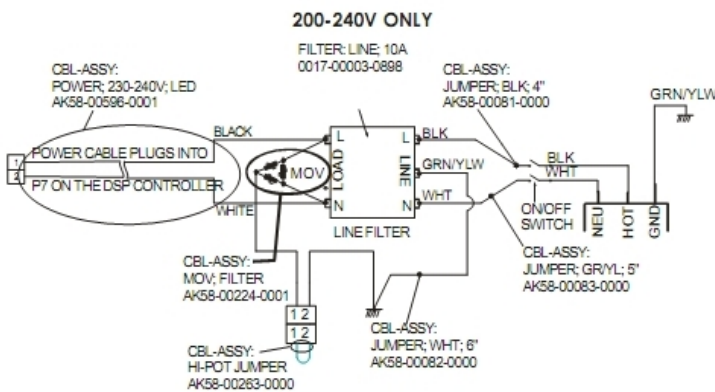 200-240V ONLY
FILTER: LINE; 10A
0017-00003-0898
CBL-ASSY:
POWER; 230-240V; LED
AK58-00596-0001
CBL-ASSY:
JUMPER; BLK; 4"
AK58-00081-0000
GRN/YLW
BLACK
L
L
BLK
1
2
POWER CABLE PLUGS INTO
P7 ON THE DSP CONTROLLER
MOV
LOAD
LINE
GRN/YLW
BLK
WHT
WHITE
N
N
WHT
LINE FILTER
ON/OFF
SWITCH
NEU
HOT
GND
CBL-ASSY:
MOV; FILTER
AK58-00224-0001
CBL-ASSY:
JUMPER; GR/YL; 5"
AK58-00083-0000
1 2
1 2
CBL-ASSY:
JUMPER; WHT; 6"
AK58-00082-0000
CBL-ASSY:
HI-POT JUMPER
AK58-00263-0000